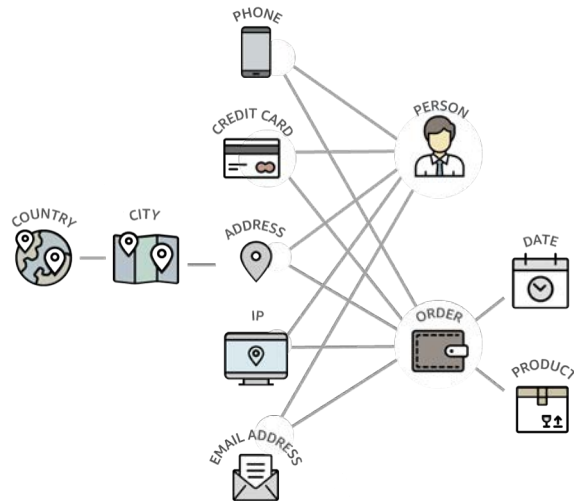 PHONE
CREDIT CARD
PERSON
COUNTRY
CITY
ADDRESS
DATE
IP
ORDER
PRODUCT
EMAIL ADDRESS